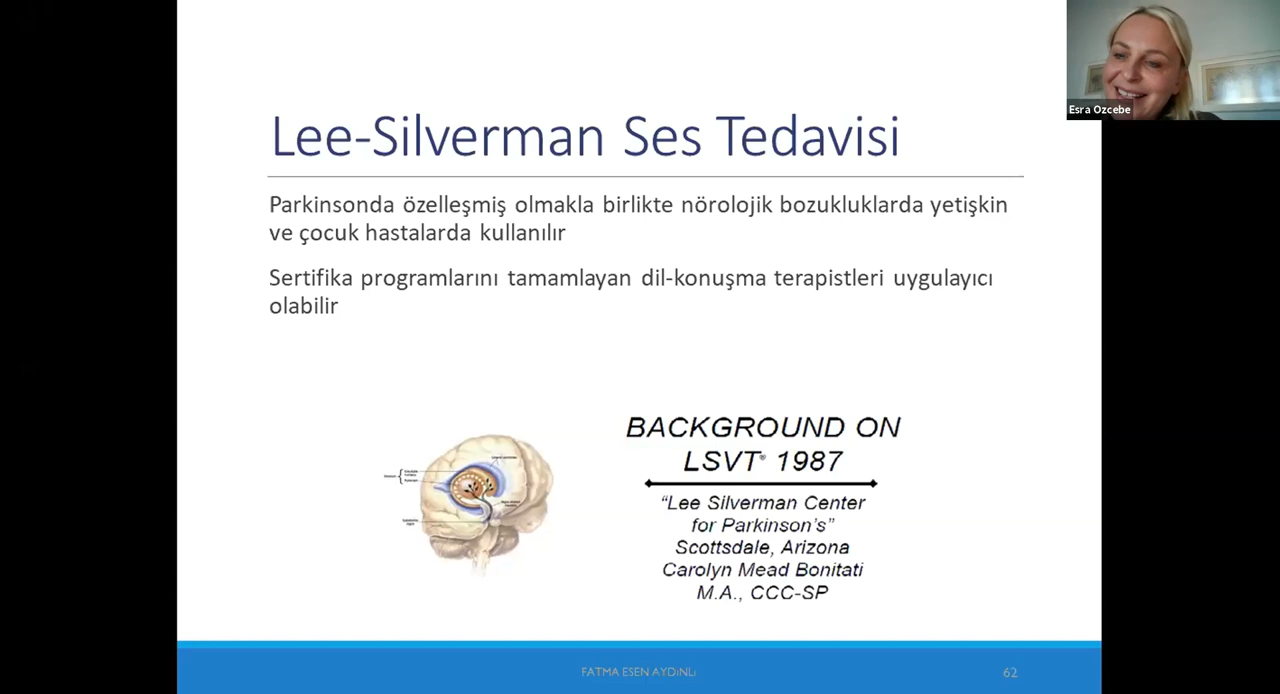 Esra Ozcebe
Lee-Silverman Ses Tedavisi
Parkinsonda özelleşmiş olmakla birlikte nörolojik bozukluklarda yetişkin
ve çocuk hastalarda kullanılır
Sertifika programlarını tamamlayan dil-konuşma terapistleri uygulayıcı
olabilir
BACKGROUND ON
LSVT® 1987
“Lee Silverman Center
for Parkinson’s”
Scottsdale, Arizona
Carolyn Mead Bonitati
M.A., CCC-SP
FATMA ESEN AYDINLI
62